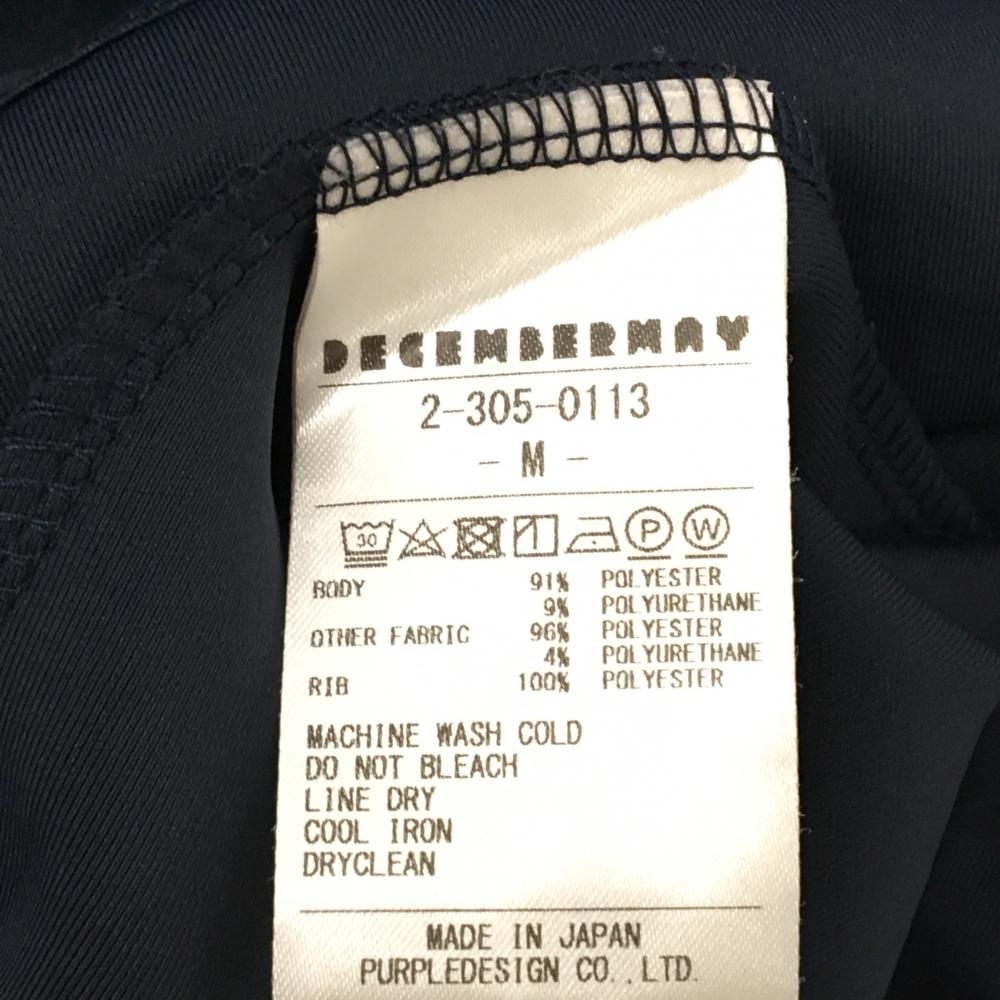 DECEMBERMAY
2-305-0113
- M -
30 P W
BODY 91% POLYESTER
9% POLYURETHANE
OTHER FABRIC 96% POLYESTER
4% POLYURETHANE
RIB 100% POLYESTER
MACHINE WASH COLD
DO NOT BLEACH
LINE DRY
COOL IRON
DRYCLEAN
MADE IN JAPAN
PURPLEDESIGN CO.,LTD.